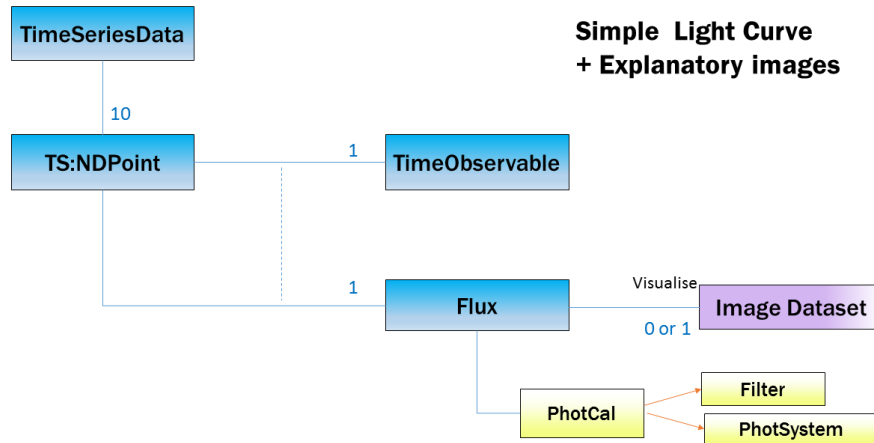 TimeSeriesData
Simple Light Curve
+ Explanatory images
10
TS:NDPoint
1
TimeObservable
1
Flux
Visualise
0 or 1
Image Dataset
PhotCal
Filter
PhotSystem